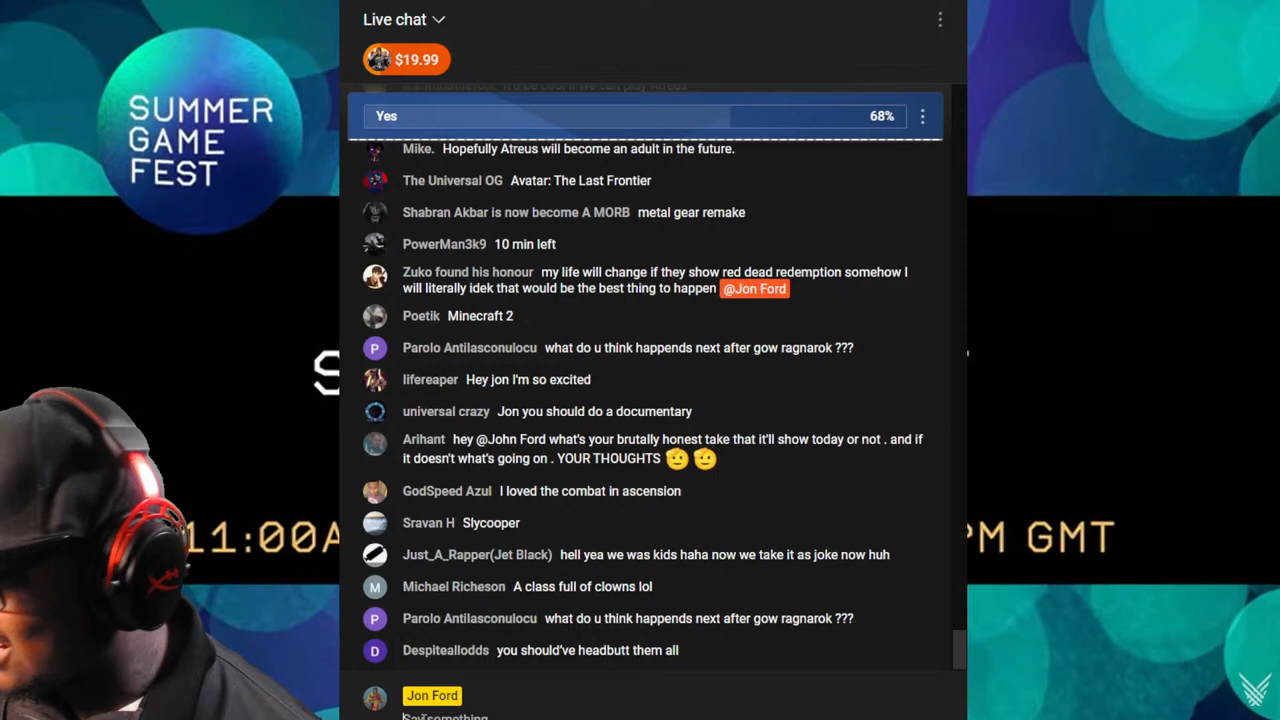 Live chat
$19.99
SUMMER
GAME
FEST
Yes 68%
Mike. Hopefully Atreus will become an adult in the future.
The Universal OG Avatar: The Last Frontier
Shabran Akbar is now become A MORB metal gear remake
PowerMan3k9 10 min left
Zuko found his honour my life will change if they show red dead redemption somehow I
will literally idek that would be the best thing to happen @Jon Ford
Poetik Minecraft 2
P Parolo Antilasconulocu what do u think happends next after gow ragnarok ???
S
lifereaper Hey jon I'm so excited
universal crazy Jon you should do a documentary
Arihant hey @John Ford what's your brutally honest take that it'll show today or not . and if
it doesn't what's going on . YOUR THOUGHTS
GodSpeed Azul I loved the combat in ascension
Sravan H Slycooper
11:00A
PM GMT
Just_A_Rapper(Jet Black) hell yea we was kids haha now we take it as joke now huh
M Michael Richeson A class full of clowns lol
P Parolo Antilasconulocu what do u think happends next after gow ragnarok ???
D Despiteallodds you should've headbutt them all
Jon Ford
Say something